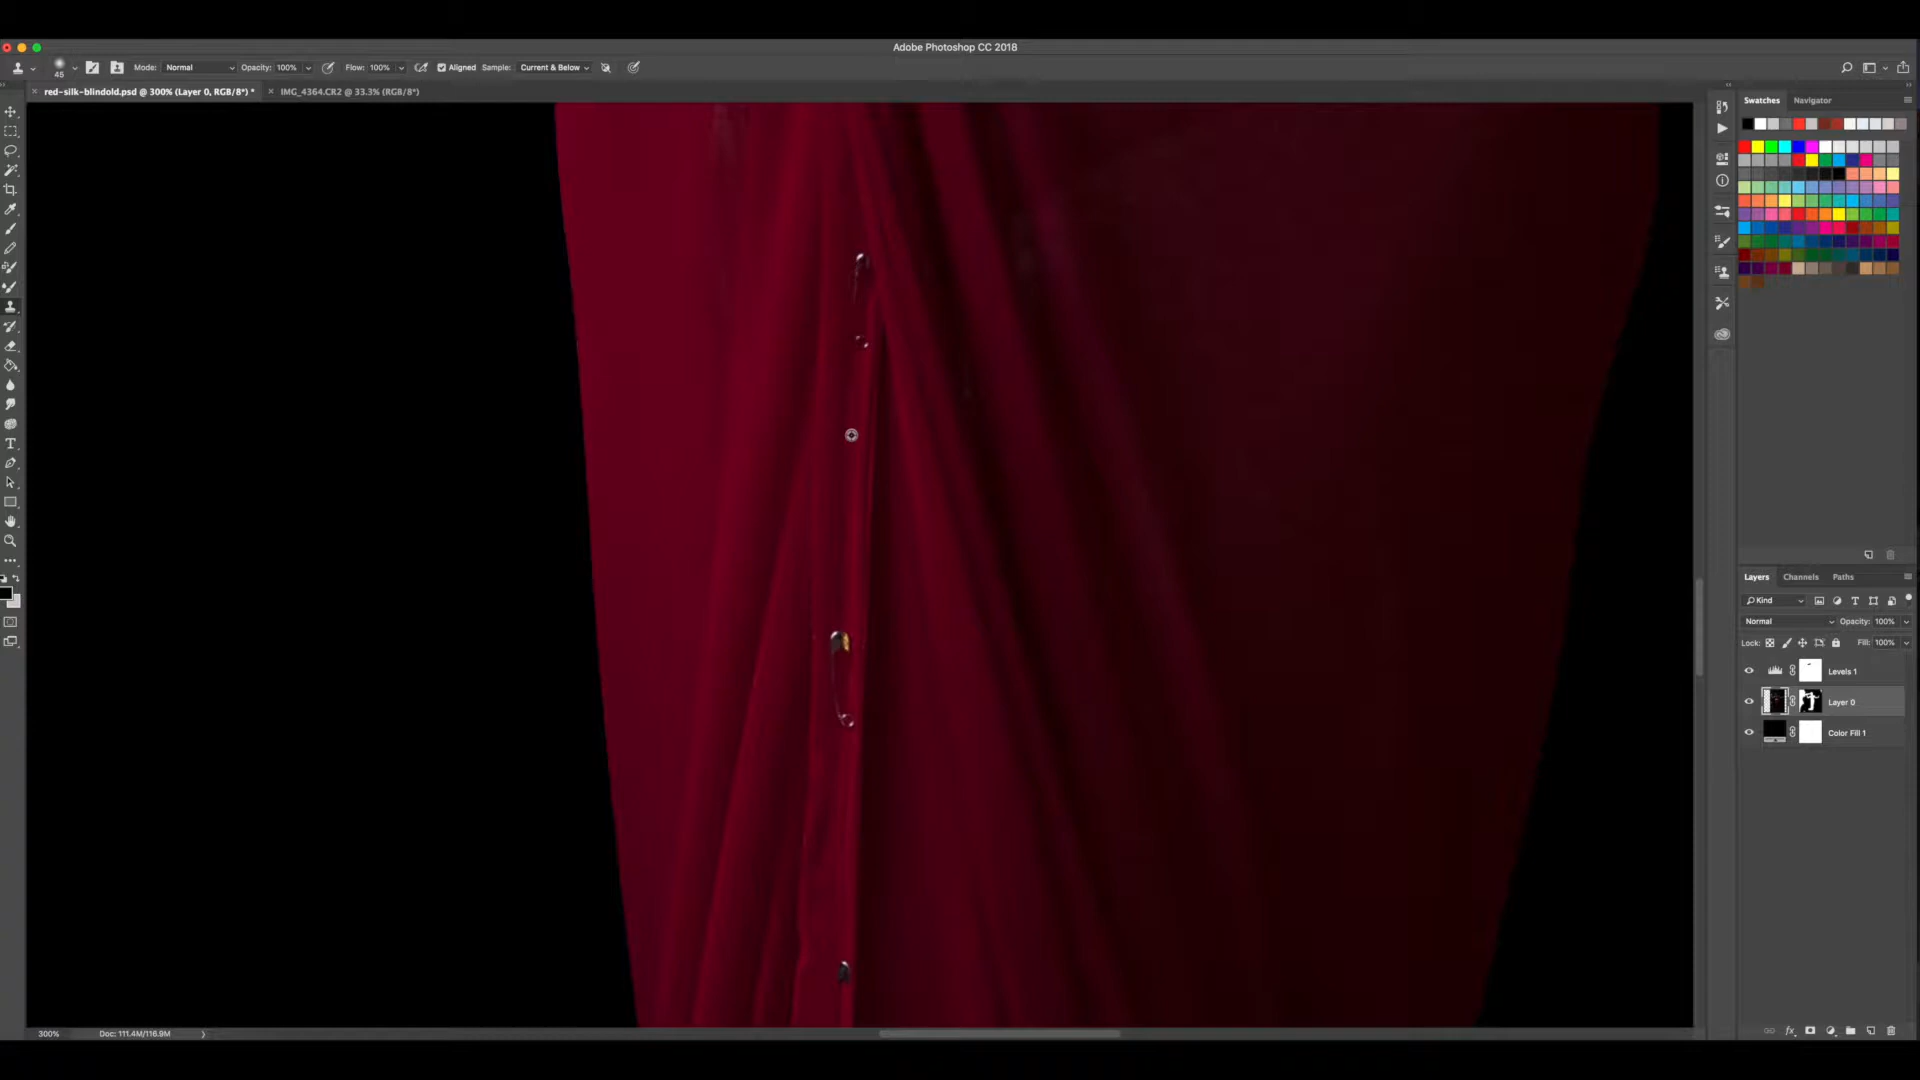 Adobe Photoshop CC 2018
46
Mode: Normal Opacity: 100% Flow: 100% Aligned Sample: Current & Below
red-silk-blindold.psd @ 300% (Layer 0, RGB/8*) *
IMG_4364.CR2 @ 33.3% (RGB/8*)
Swatches Navigator
Layers Channels Paths
Kind
Normal Opacity: 100%
Lock: Fill: 100%
Levels 1
Layer 0
Color Fill 1
300% Doc: 111.4M/116.9M